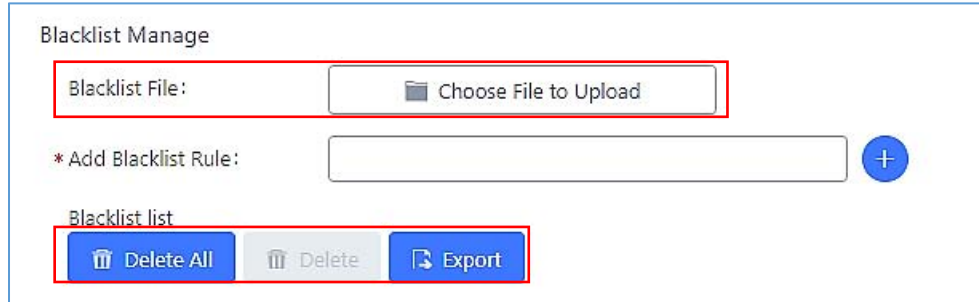 Blacklist Manage
Blacklist File: Choose File to Upload
* Add Blacklist Rule:
Blacklist list
Delete All Delete Export